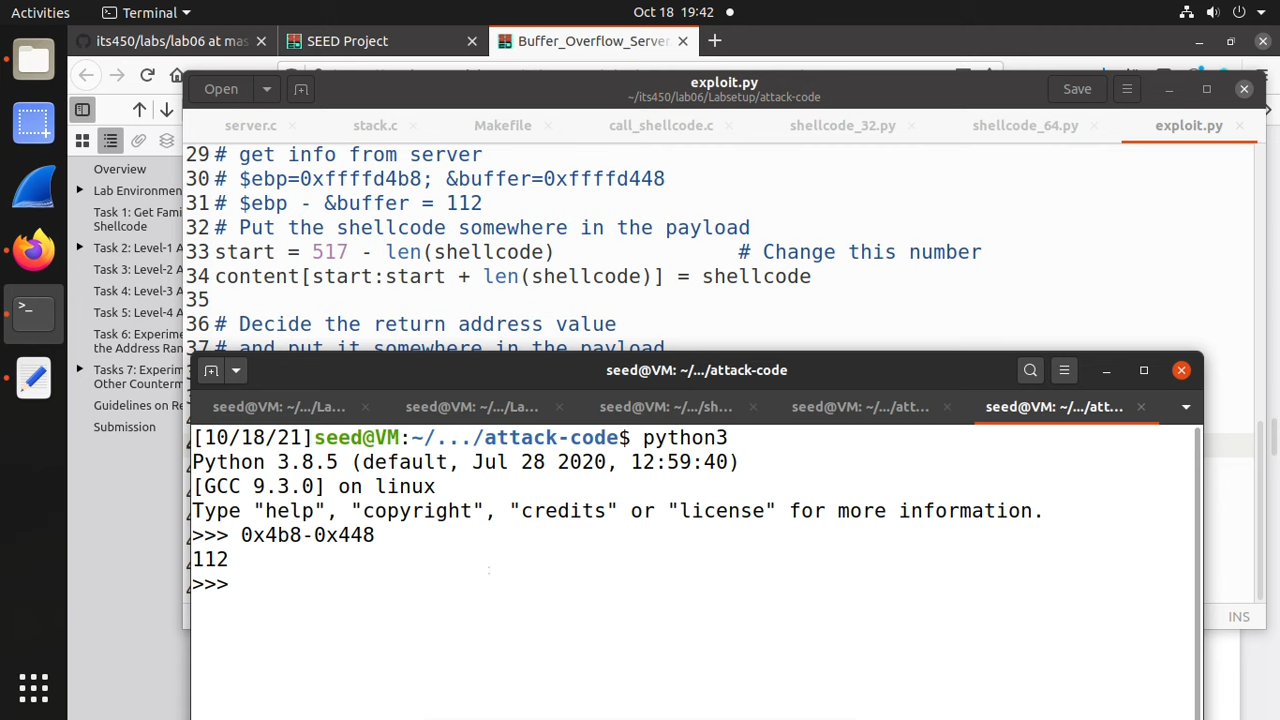 Activities
Terminal
Oct 18 19:42
its450/labs/lab06 at mas
SEED Project
Buffer_Overflow_Server
exploit.py
~/its450/lab06/Labsetup/attack-code
Open
Save
server.c
stack.c
Makefile
call_shellcode.c
shellcode_32.py
shellcode_64.py
exploit.py
Overview
Lab Environmen
Task 1: Get Fami
Shellcode
Task 2: Level-1 A
Task 3: Level-2 A
Task 4: Level-3 A
Task 5: Level-4 A
Task 6: Experime
the Address Ran
Tasks 7: Experim
Other Counterm
Guidelines on Re
Submission
29 # get info from server
30 # $ebp=0xffffd4b8; &buffer=0xffffd448
31 # $ebp - &buffer = 112
32 # Put the shellcode somewhere in the payload
33 start = 517 - len(shellcode) # Change this number
34 content[start:start + len(shellcode)] = shellcode
35
36 # Decide the return address value
37 # and put it somewhere in the payload
INS
seed@VM: ~/.../attack-code
seed@VM: ~/.../La...
seed@VM: ~/.../La...
seed@VM: ~/.../sh...
seed@VM: ~/.../att...
seed@VM: ~/.../att...
[10/18/21]seed@VM:~/.../attack-code$ python3
Python 3.8.5 (default, Jul 28 2020, 12:59:40)
[GCC 9.3.0] on linux
Type "help", "copyright", "credits" or "license" for more information.
>>> 0x4b8-0x448
112
>>>